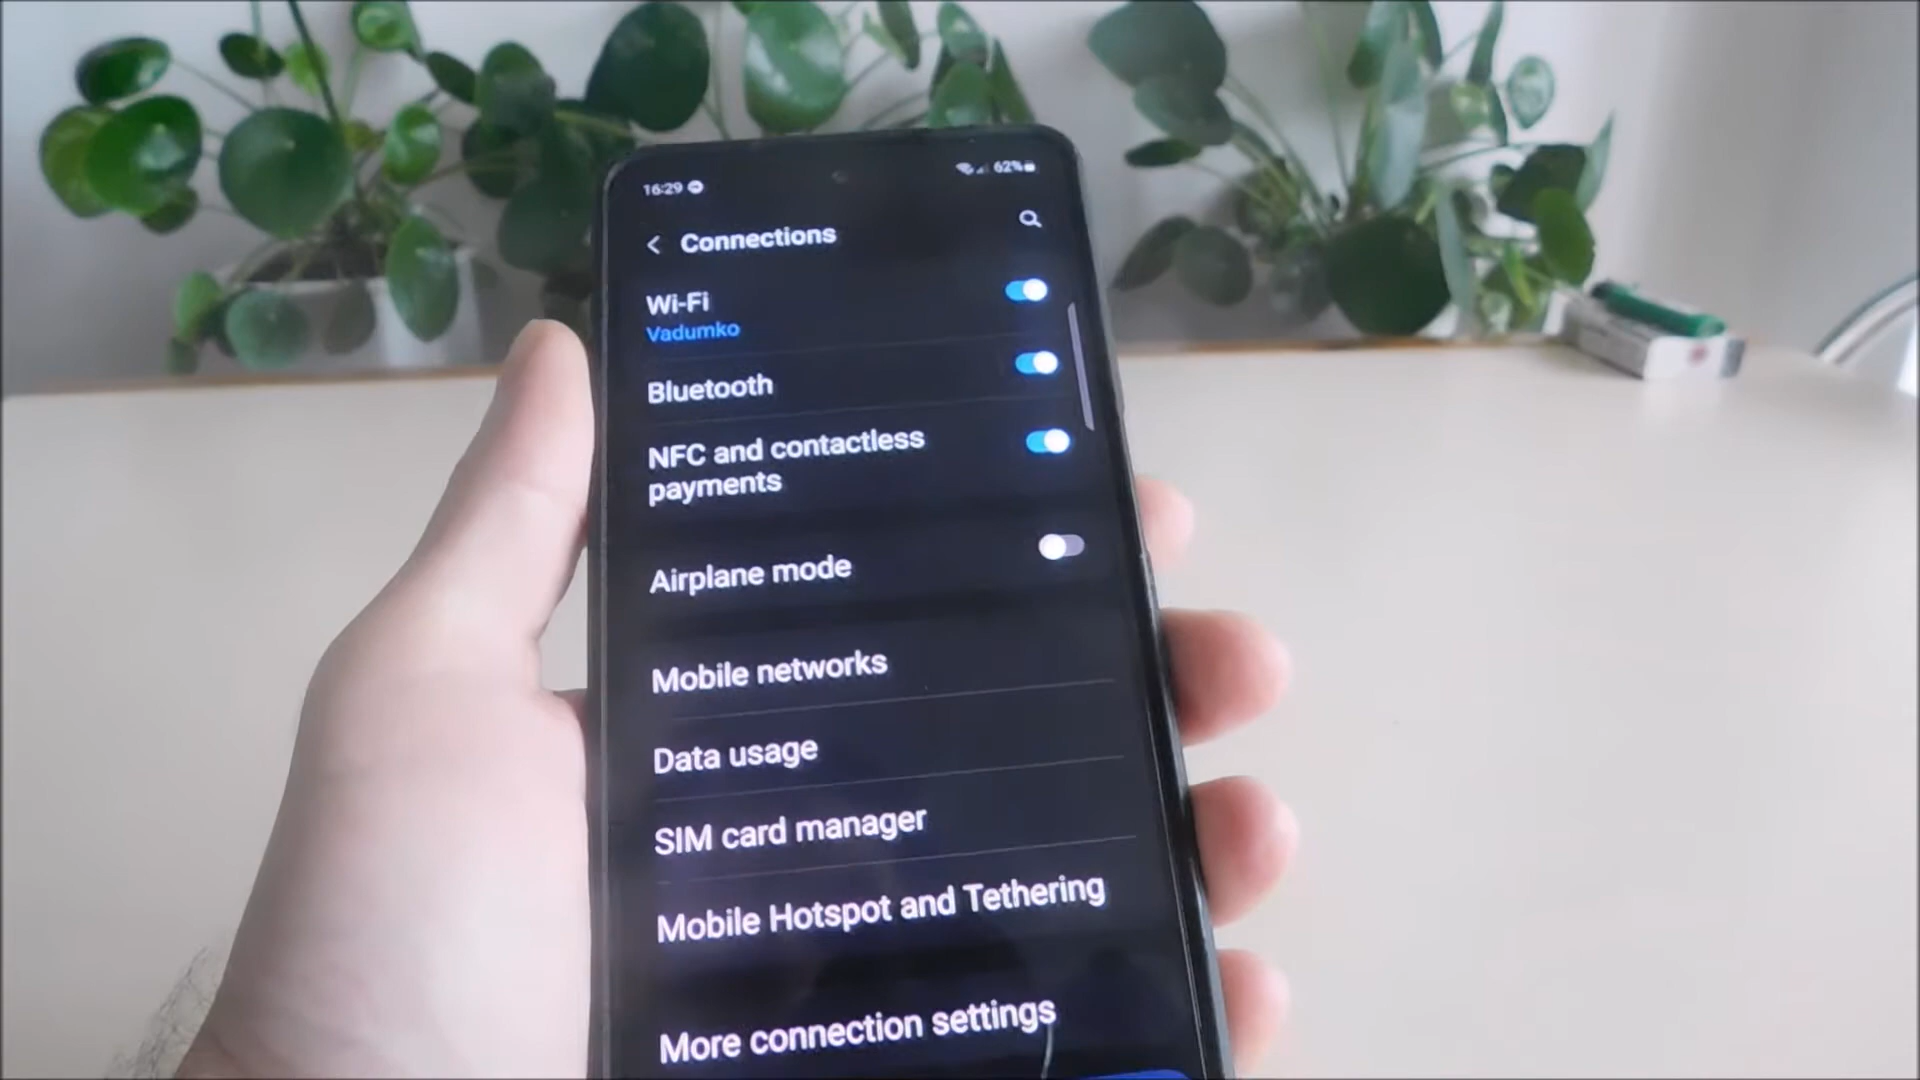 16:29
62%
Connections
Wi-Fi
Vadumko
Bluetooth
NFC and contactless
payments
Airplane mode
Mobile networks
Data usage
SIM card manager
Mobile Hotspot and Tethering
More connection settings